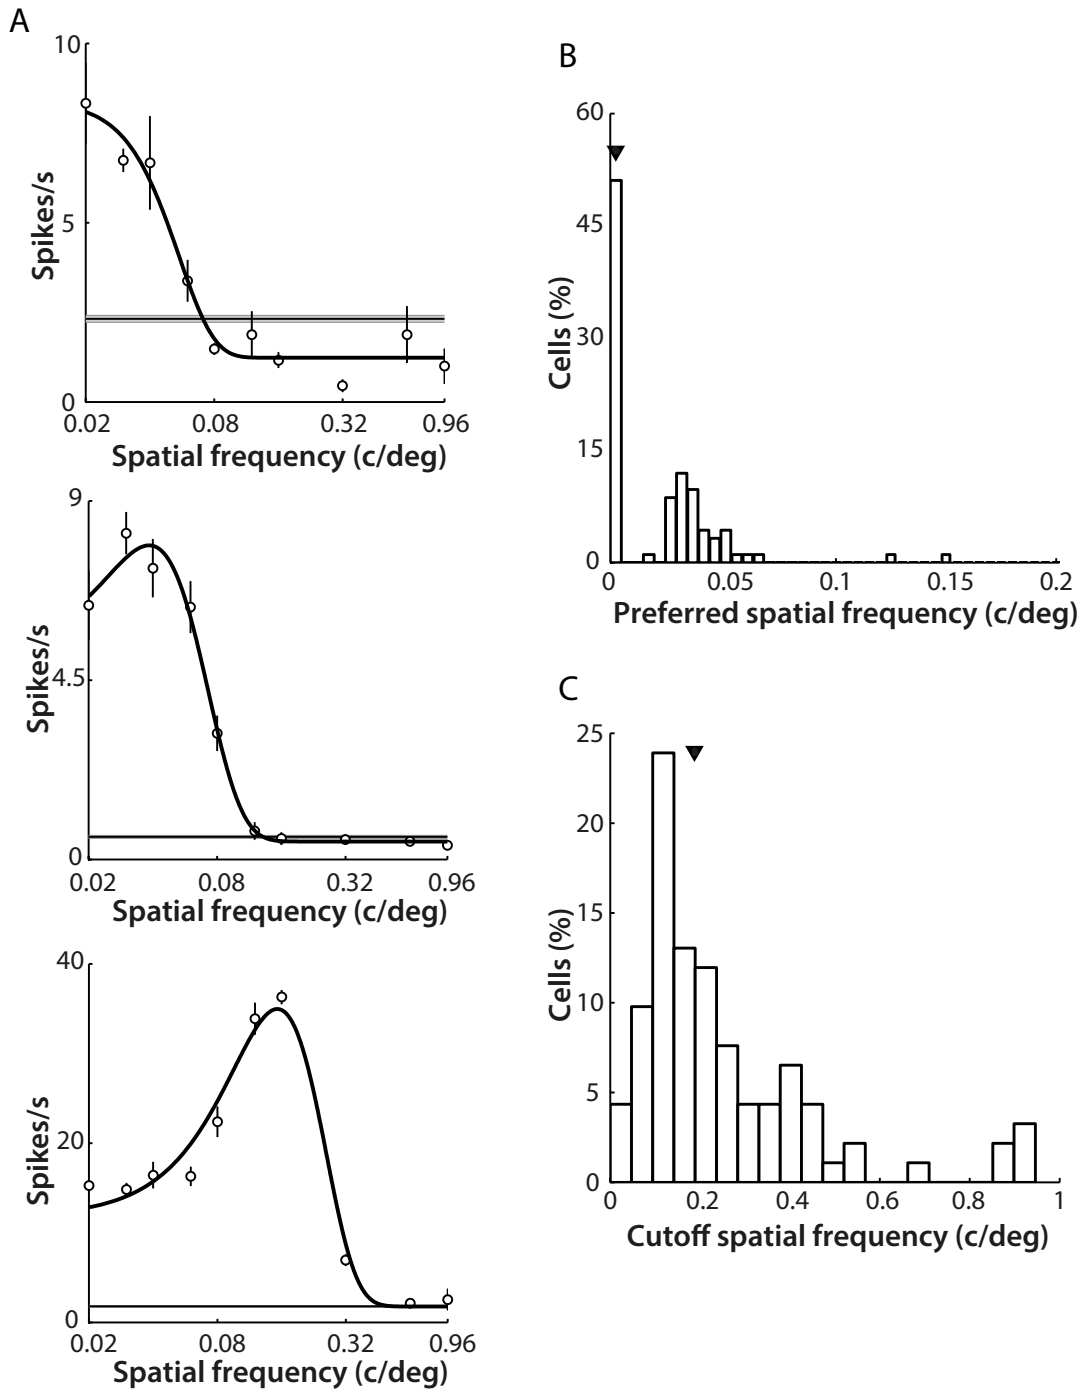 A
10
5
0
Spikes/s
0.02 0.08 0.32 0.96
Spatial frequency (c/deg)
9
4.5
0
Spikes/s
0.02 0.08 0.32 0.96
Spatial frequency (c/deg)
40
20
0
Spikes/s
0.02 0.08 0.32 0.96
Spatial frequency (c/deg)
B
60
45
30
15
0
Cells (%)
0 0.05 0.1 0.15 0.2
Preferred spatial frequency (c/deg)
C
25
20
15
10
5
0
Cells (%)
0 0.2 0.4 0.6 0.8 1
Cutoff spatial frequency (c/deg)